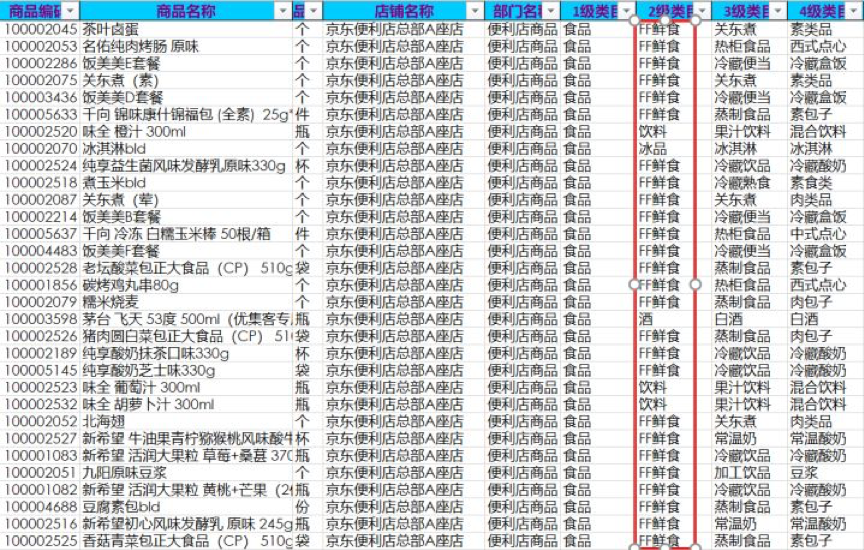 商品编码 商品名称 品 店铺名称 部门名称 1级类目 2级类目 3级类目 4级类目
100002045 茶叶卤蛋 个 京东便利店总部A座店 便利店商品 食品 FF鲜食 关东煮 素类品
100002053 名佑纯肉烤肠 原味 个 京东便利店总部A座店 便利店商品 食品 FF鲜食 热柜食品 西式点心
100002286 饭美美E套餐 个 京东便利店总部A座店 便利店商品 食品 FF鲜食 冷藏便当 冷藏盒饭
100002075 关东煮（素） 个 京东便利店总部A座店 便利店商品 食品 FF鲜食 关东煮 素类品
100003436 饭美美D套餐 个 京东便利店总部A座店 便利店商品 食品 FF鲜食 冷藏便当 冷藏盒饭
100005633 千向 锦味康什锦福包 (全素) 25g* 件 京东便利店总部A座店 便利店商品 食品 FF鲜食 蒸制食品 素包子
100002520 味全 橙汁 300ml 瓶 京东便利店总部A座店 便利店商品 食品 饮料 果汁饮料 混合饮料
100002070 冰淇淋bld 个 京东便利店总部A座店 便利店商品 食品 冰品 冰淇淋 冰淇淋
100002524 纯享益生菌风味发酵乳原味330g 杯 京东便利店总部A座店 便利店商品 食品 FF鲜食 冷藏饮品 冷藏酸奶
100002518 煮玉米bld 个 京东便利店总部A座店 便利店商品 食品 FF鲜食 冷藏熟食 素食类
100002087 关东煮（荤） 个 京东便利店总部A座店 便利店商品 食品 FF鲜食 关东煮 肉类品
100002214 饭美美B套餐 个 京东便利店总部A座店 便利店商品 食品 FF鲜食 冷藏便当 冷藏盒饭
100005637 千向 冷冻 白糯玉米棒 50根/箱 件 京东便利店总部A座店 便利店商品 食品 FF鲜食 热柜食品 中式点心
100004483 饭美美F套餐 个 京东便利店总部A座店 便利店商品 食品 FF鲜食 冷藏便当 冷藏盒饭
100002528 老坛酸菜包正大食品（CP） 510g 袋 京东便利店总部A座店 便利店商品 食品 FF鲜食 蒸制食品 素包子
100001856 碳烤鸡丸串80g 个 京东便利店总部A座店 便利店商品 食品 FF鲜食 热柜食品 西式点心
100002079 糯米烧麦 个 京东便利店总部A座店 便利店商品 食品 FF鲜食 蒸制食品 肉包子
100003598 茅台 飞天 53度 500ml（优集客专 瓶 京东便利店总部A座店 便利店商品 食品 酒 白酒 白酒
100002526 猪肉圆白菜包正大食品（CP） 51 袋 京东便利店总部A座店 便利店商品 食品 FF鲜食 蒸制食品 肉包子
100002189 纯享酸奶抹茶口味330g 杯 京东便利店总部A座店 便利店商品 食品 FF鲜食 冷藏饮品 冷藏酸奶
100005145 纯享酸奶芝士味330g 袋 京东便利店总部A座店 便利店商品 食品 FF鲜食 冷藏饮品 冷藏酸奶
100002523 味全 葡萄汁 300ml 瓶 京东便利店总部A座店 便利店商品 食品 饮料 果汁饮料 混合饮料
100002532 味全 胡萝卜汁 300ml 瓶 京东便利店总部A座店 便利店商品 食品 饮料 果汁饮料 混合饮料
100002052 北海翅 个 京东便利店总部A座店 便利店商品 食品 FF鲜食 关东煮 肉类品
100002527 新希望 牛油果青柠猕猴桃风味酸牛 杯 京东便利店总部A座店 便利店商品 食品 FF鲜食 常温奶 常温酸奶
100001083 新希望 活润大果粒 草莓+桑葚 370 瓶 京东便利店总部A座店 便利店商品 食品 FF鲜食 冷藏饮品 冷藏酸奶
100002051 九阳原味豆浆 个 京东便利店总部A座店 便利店商品 食品 FF鲜食 加工饮品 豆浆
100001082 新希望 活润大果粒 黄桃+芒果（2 瓶 京东便利店总部A座店 便利店商品 食品 FF鲜食 冷藏饮品 冷藏酸奶
100004688 豆腐素包bld 份 京东便利店总部A座店 便利店商品 食品 FF鲜食 蒸制食品 素包子
100002516 新希望初心风味发酵乳 原味 245g 瓶 京东便利店总部A座店 便利店商品 食品 FF鲜食 常温奶 常温酸奶
100002525 香菇青菜包正大食品（CP） 510g 袋 京东便利店总部A座店 便利店商品 食品 FF鲜食 蒸制食品 素包子